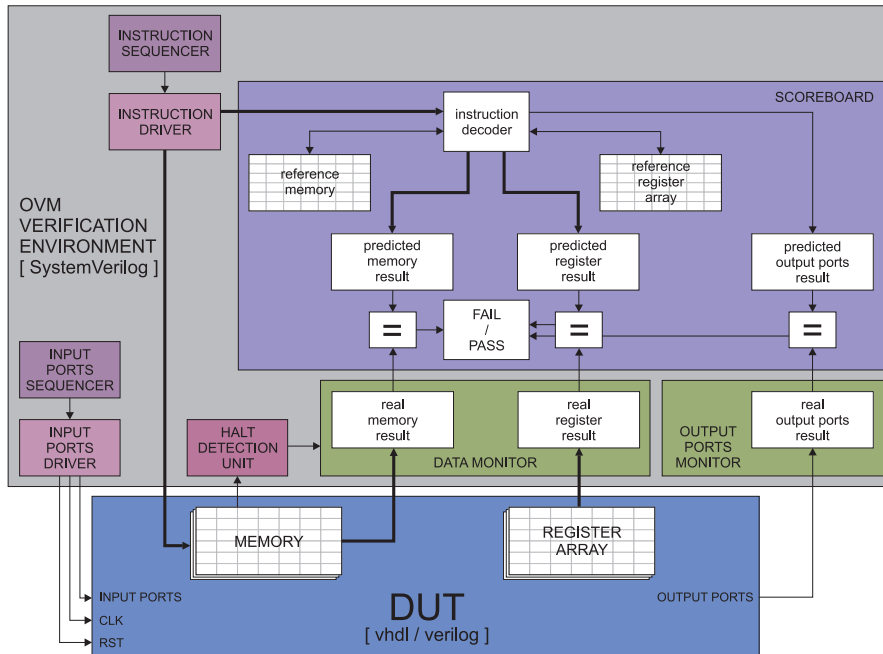 INSTRUCTION
SEQUENCER
INSTRUCTION
DRIVER
SCOREBOARD
instruction
decoder
reference
memory
reference
register
array
OVM
VERIFICATION
ENVIRONMENT
[ SystemVerilog ]
predicted
memory
result
predicted
register
result
predicted
output ports
result
=
FAIL
/
PASS
=
=
INPUT
PORTS
SEQUENCER
INPUT
PORTS
DRIVER
HALT
DETECTION
UNIT
real
memory
result
real
register
result
DATA MONITOR
OUTPUT
PORTS
MONITOR
real
output ports
result
MEMORY
REGISTER
ARRAY
INPUT PORTS
CLK
RST
DUT
[ vhdl / verilog ]
OUTPUT PORTS